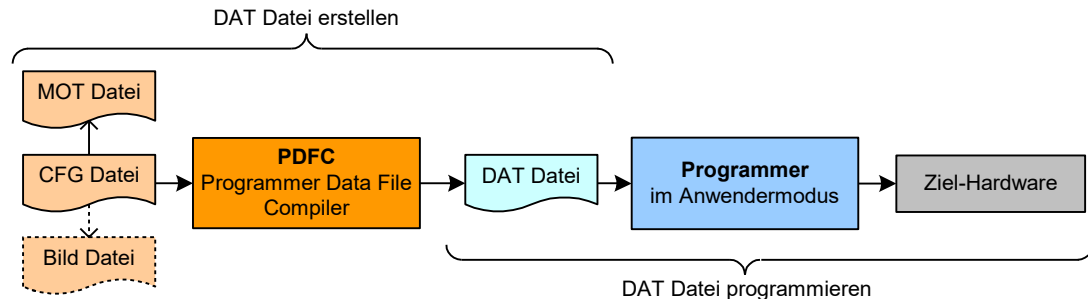 DAT Datei erstellen
MOT Datei
CFG Datei
Bild Datei
PDFC
Programmer Data File
Compiler
DAT Datei
Programmer
im Anwendermodus
Ziel-Hardware
DAT Datei programmieren